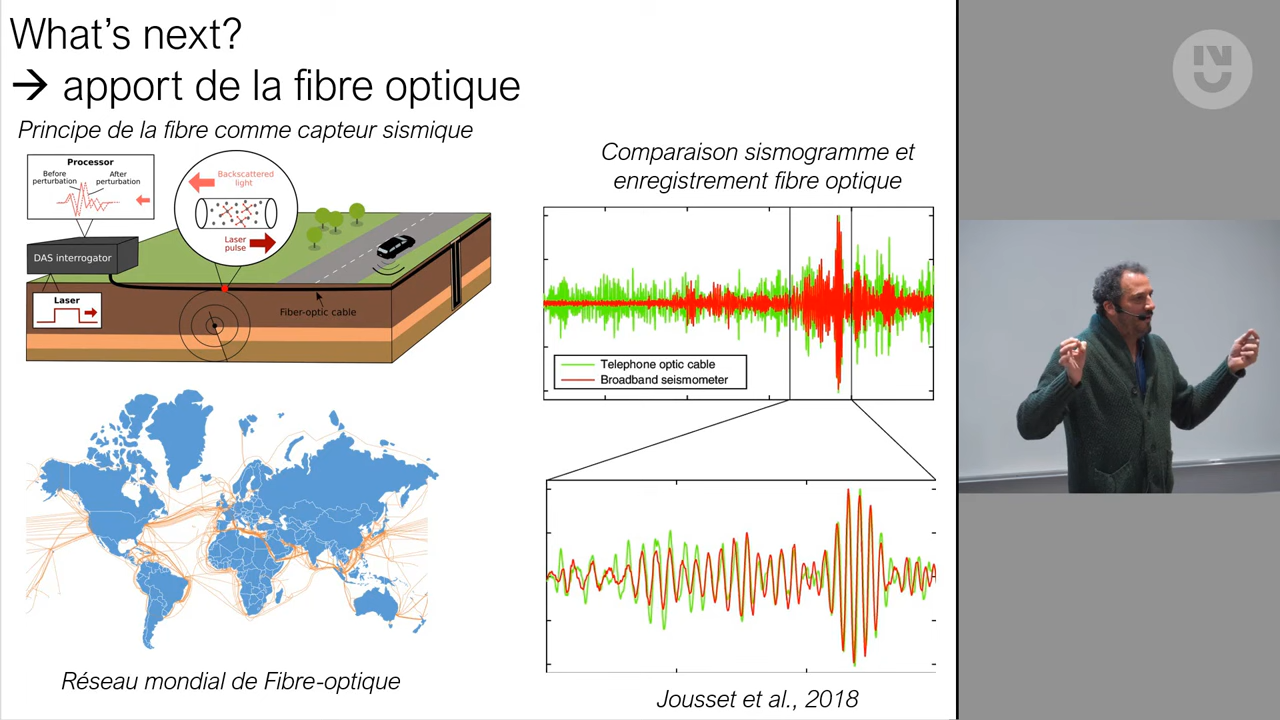 What's next?
→ apport de la fibre optique
Principe de la fibre comme capteur sismique
Processor
Before
perturbation
After
perturbation
Backscattered
light
Laser
pulse
DAS interrogator
Laser
Fiber-optic cable
Réseau mondial de Fibre-optique
Comparaison sismogramme et
enregistrement fibre optique
Telephone optic cable
Broadband seismometer
Jousset et al., 2018